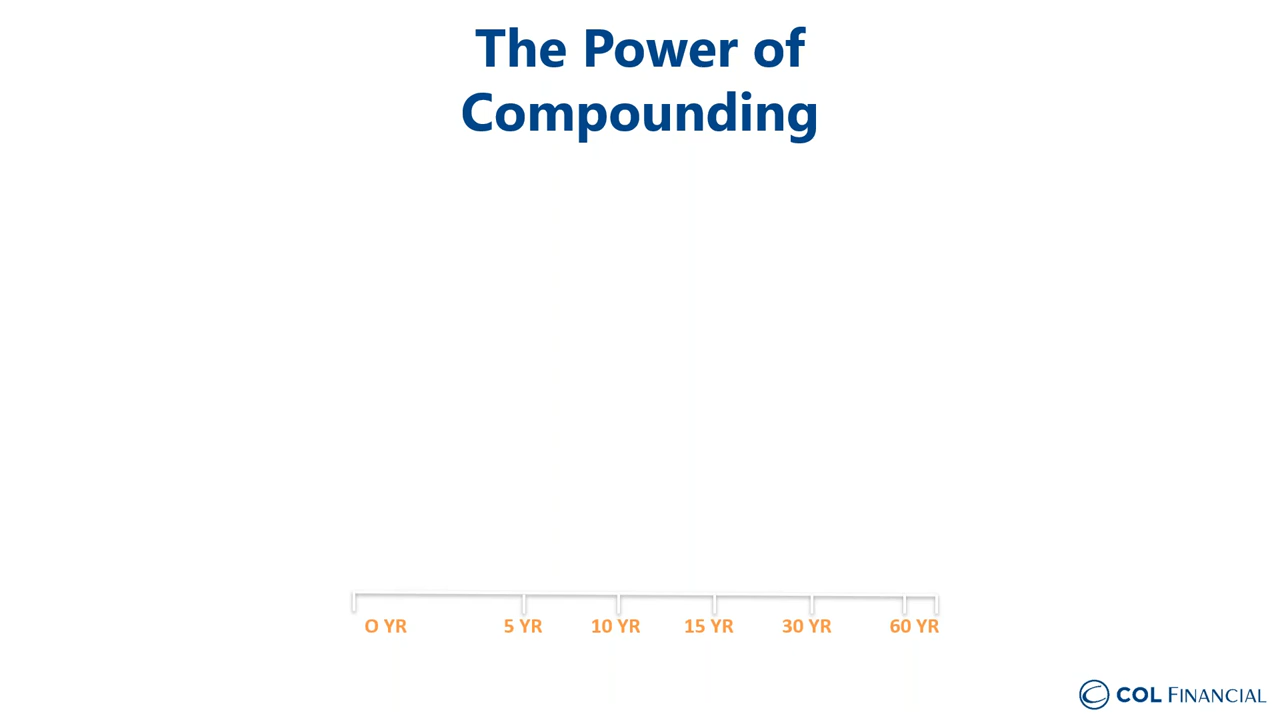 The Power of
Compounding
O YR 5 YR 10 YR 15 YR 30 YR 60 YR
COL FINANCIAL